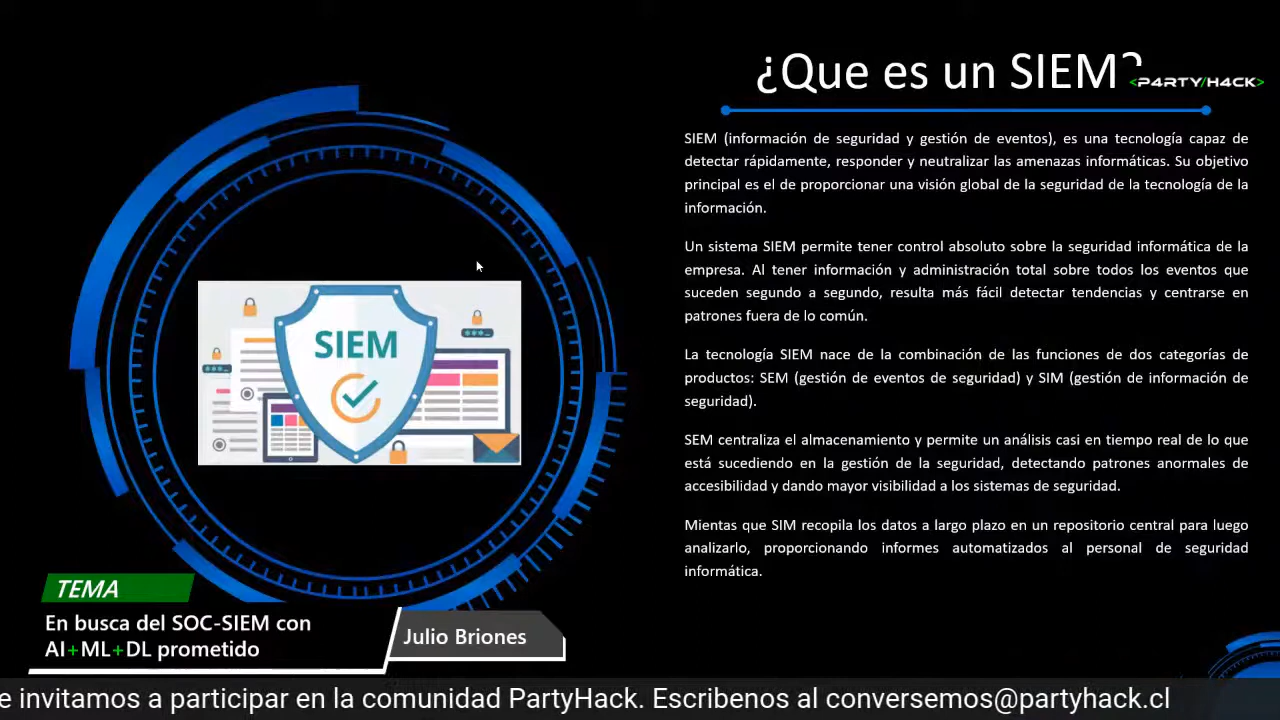 ¿Que es un SIEM?
<P4RTY/H4CK>
SIEM (información de seguridad y gestión de eventos), es una tecnología capaz de
detectar rápidamente, responder y neutralizar las amenazas informáticas. Su objetivo
principal es el de proporcionar una visión global de la seguridad de la tecnología de la
información.
Un sistema SIEM permite tener control absoluto sobre la seguridad informática de la
empresa. Al tener información y administración total sobre todos los eventos que
suceden segundo a segundo, resulta más fácil detectar tendencias y centrarse en
patrones fuera de lo común.
La tecnología SIEM nace de la combinación de las funciones de dos categorías de
productos: SEM (gestión de eventos de seguridad) y SIM (gestión de información de
seguridad).
SEM centraliza el almacenamiento y permite un análisis casi en tiempo real de lo que
está sucediendo en la gestión de la seguridad, detectando patrones anormales de
accesibilidad y dando mayor visibilidad a los sistemas de seguridad.
Mientas que SIM recopila los datos a largo plazo en un repositorio central para luego
analizarlo, proporcionando informes automatizados al personal de seguridad
informática.
SIEM
TEMA
En busca del SOC-SIEM con
AI+ML+DL prometido
Julio Briones
e invitamos a participar en la comunidad PartyHack. Escribenos al conversemos@partyhack.cl